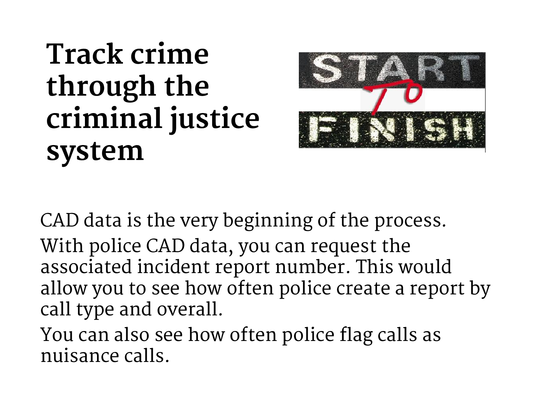 Track crime
through the
criminal justice
system
START
TO
FINISH
CAD data is the very beginning of the process.
With police CAD data, you can request the
associated incident report number. This would
allow you to see how often police create a report by
call type and overall.
You can also see how often police flag calls as
nuisance calls.